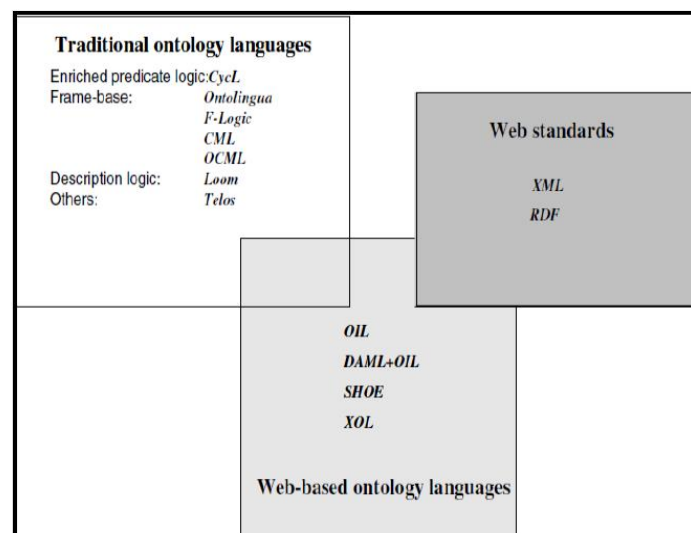 Traditional ontology languages
Enriched predicate logic:CycL
Frame-base: Ontolingua
F-Logic
CML
OCML
Description logic: Loom
Others: Telos
Web standards
XML
RDF
OIL
DAML+OIL
SHOE
XOL
Web-based ontology languages